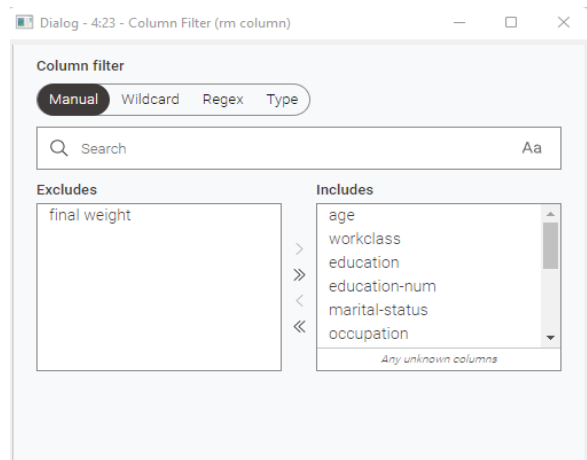 Dialog - 4:23 - Column Filter (rm column)
Column filter
Manual Wildcard Regex Type
Search Aa
Excludes
final weight
Includes
age
workclass
education
education-num
marital-status
occupation
Any unknown columns